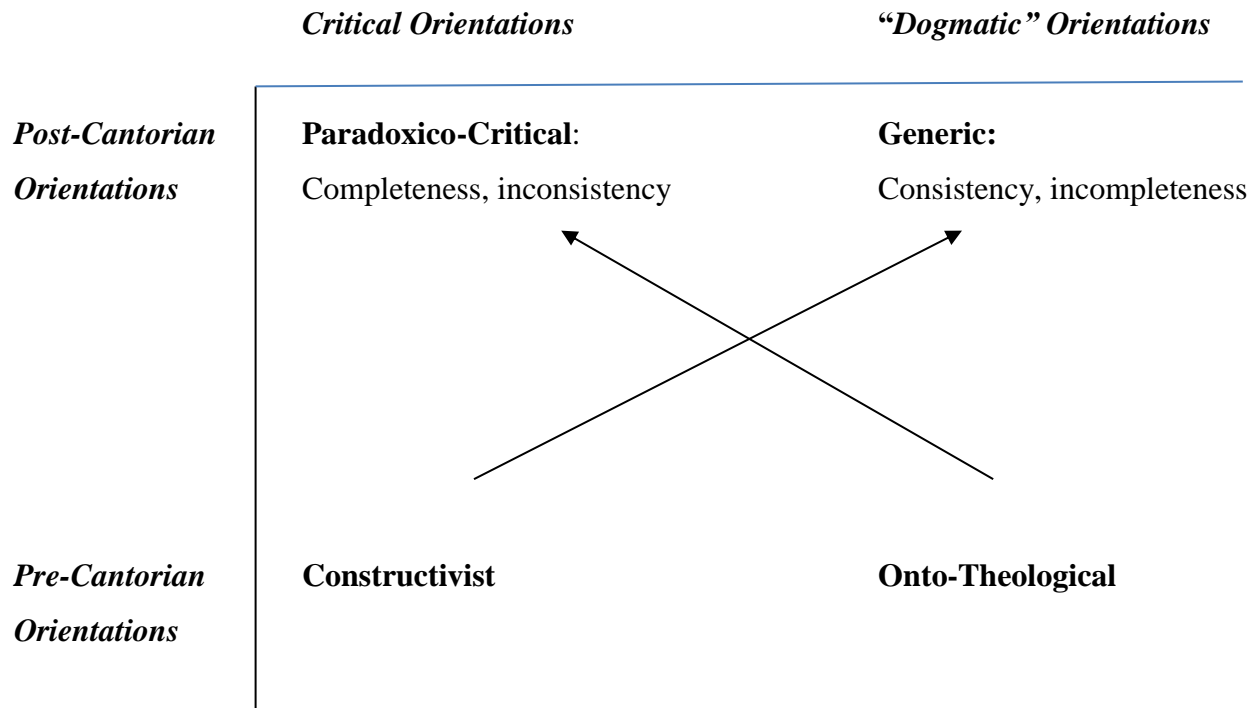 Critical Orientations “Dogmatic” Orientations
Post-Cantorian Paradoxico-Critical: Generic:
Orientations Completeness, inconsistency Consistency, incompleteness
Pre-Cantorian Constructivist Onto-Theological
Orientations